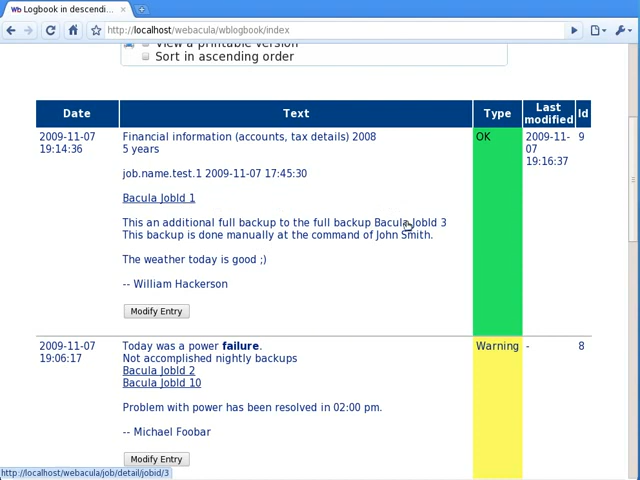 Logbook in descendi...
http://localhost/webacula/wblogbook/index
View a printable version
Sort in ascending order
Date Text Type Last modified Id
2009-11-07 19:14:36
Financial information (accounts, tax details) 2008
5 years
job.name.test.1 2009-11-07 17:45:30
Bacula JobId 1
This an additional full backup to the full backup Bacula JobId 3
This backup is done manually at the command of John Smith.
The weather today is good ;)
-- William Hackerson
Modify Entry
OK
2009-11-07 19:16:37
9
2009-11-07 19:06:17
Today was a power failure.
Not accomplished nightly backups
Bacula JobId 2
Bacula JobId 10
Problem with power has been resolved in 02:00 pm.
-- Michael Foobar
Modify Entry
Warning
-
8
http://localhost/webacula/job/detail/jobid/3